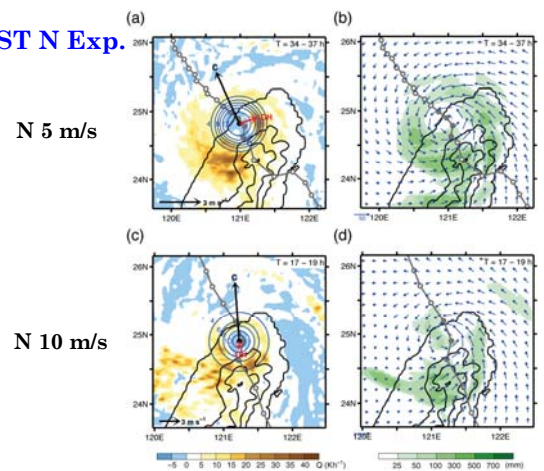 ST N Exp.
(a)
(b)
T = 34 – 37 h
T = 34 – 37 h
C
DH
N 5 m/s
26N
25N
24N
3 m s⁻¹
120E 121E 122E
26N
25N
24N
120E 121E 122E
(c)
(d)
T = 17 – 19 h
T = 17 – 19 h
C
N 10 m/s
26N
25N
24N
3 m s⁻¹
120E 121E 122E
26N
25N
24N
120E 121E 122E
−5 0 5 10 15 20 25 30 35 40 Q (Kh⁻¹)
25 50 100 300 500 700 (mm)